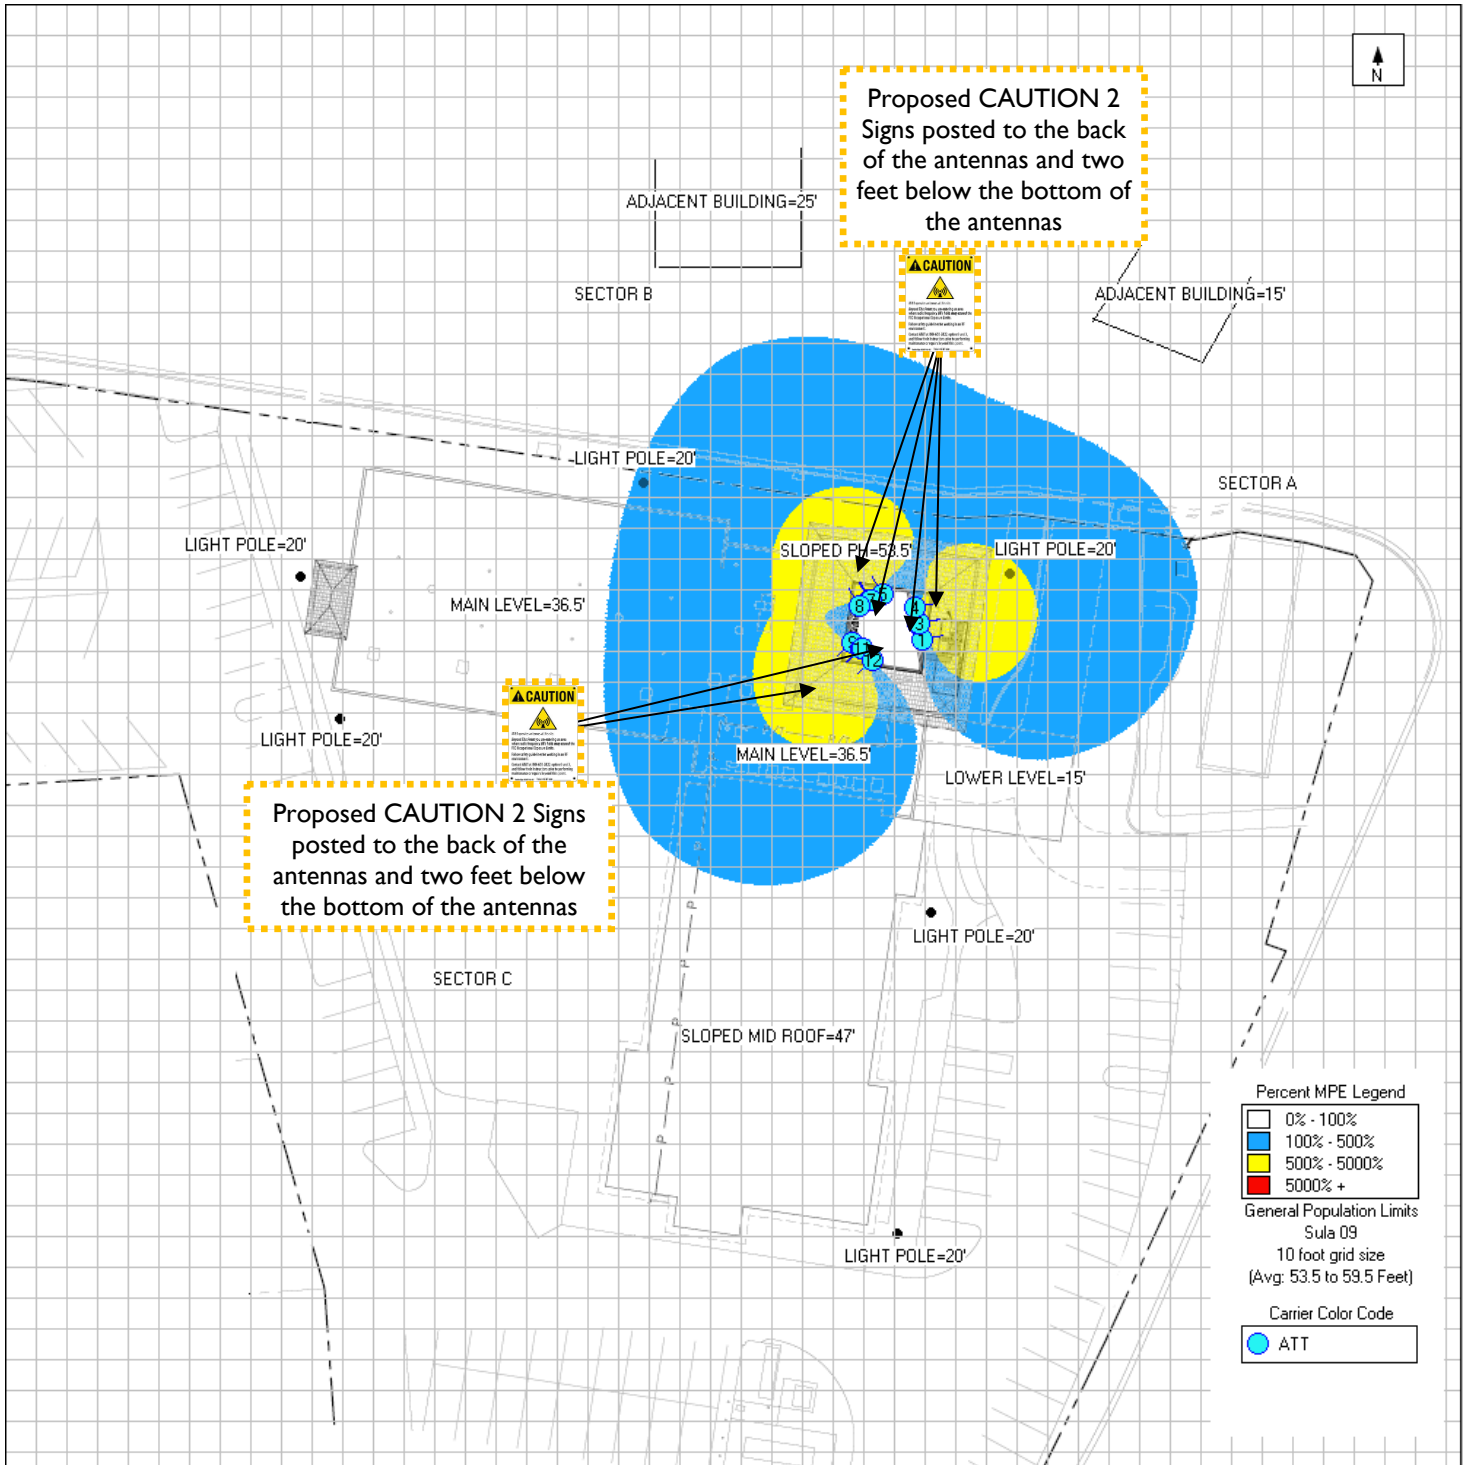 N
Proposed CAUTION 2
Signs posted to the back
of the antennas and two
feet below the bottom of
the antennas
ADJACENT BUILDING=25'
CAUTION
SECTOR B
ADJACENT BUILDING=15'
LIGHT POLE=20'
SECTOR A
LIGHT POLE=20'
SLOPED PH=53.5'
LIGHT POLE=20'
MAIN LEVEL=36.5'
8
7
4
3
1
12
CAUTION
LIGHT POLE=20'
MAIN LEVEL=36.5'
LOWER LEVEL=15'
Proposed CAUTION 2 Signs
posted to the back of the
antennas and two feet below
the bottom of the antennas
P
LIGHT POLE=20'
P
SECTOR C
P
SLOPED MID ROOF=47'
P
P
LIGHT POLE=20'
Percent MPE Legend
0% - 100%
100% - 500%
500% - 5000%
5000% +
General Population Limits
Sula 09
10 foot grid size
(Avg: 53.5 to 59.5 Feet)
Carrier Color Code
ATT